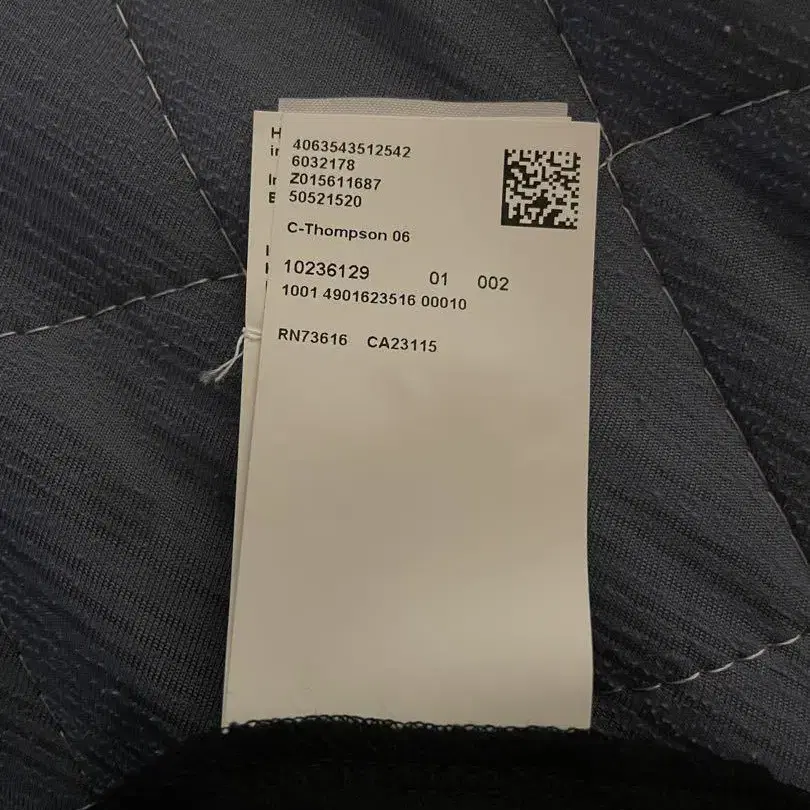 4063543512542
6032178
Z015611687
50521520
C-Thompson 06
10236129 01 002
1001 4901623516 00010
RN73616 CA23115